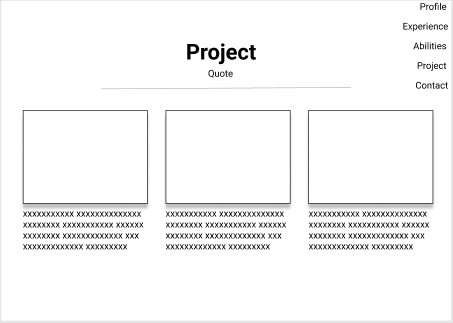 Profile
Experience
Abilities
Project
Contact
Project
Quote
xxxxxxxxxxx xxxxxxxxxxxxxx
xxxxxxxx xxxxxxxxxxx xxxxxx
xxxxxxxx xxxxxxxxxxxxx xxx
xxxxxxxxxxxxx xxxxxxxxx
xxxxxxxxxxx xxxxxxxxxxxxxx
xxxxxxxx xxxxxxxxxxx xxxxxx
xxxxxxxx xxxxxxxxxxxxx xxx
xxxxxxxxxxxxx xxxxxxxxx
xxxxxxxxxxx xxxxxxxxxxxxxx
xxxxxxxx xxxxxxxxxxx xxxxxx
xxxxxxxx xxxxxxxxxxxxx xxx
xxxxxxxxxxxxx xxxxxxxxx